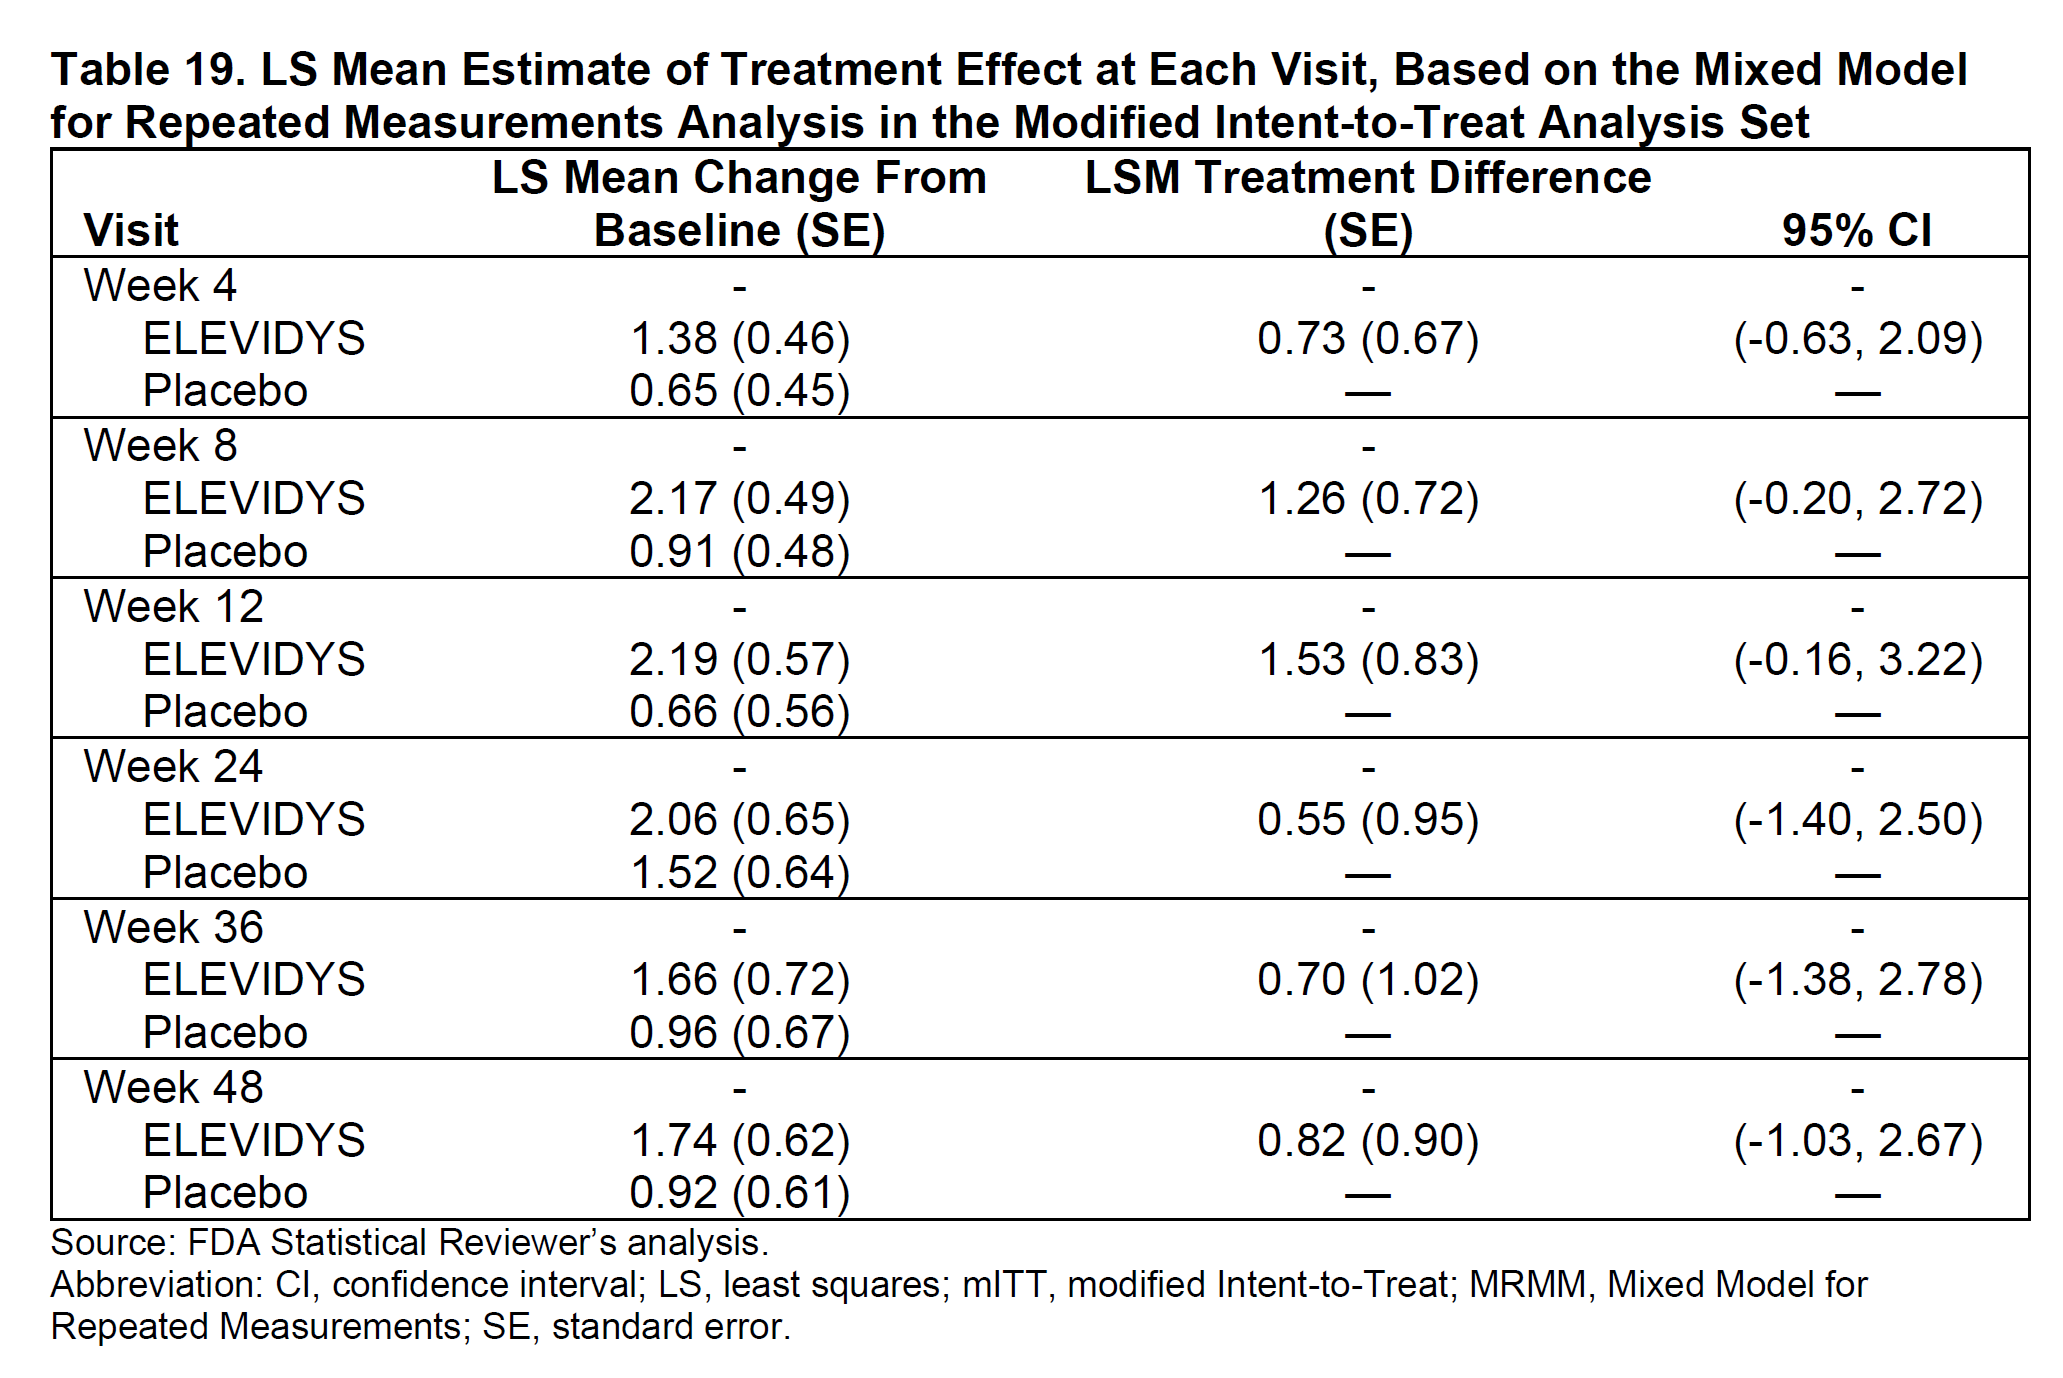 Table 19. LS Mean Estimate of Treatment Effect at Each Visit, Based on the Mixed Model
for Repeated Measurements Analysis in the Modified Intent-to-Treat Analysis Set
Visit LS Mean Change From Baseline (SE) LSM Treatment Difference (SE) 95% CI
Week 4 - - -
ELEVIDYS 1.38 (0.46) 0.73 (0.67) (-0.63, 2.09)
Placebo 0.65 (0.45) — —
Week 8 - -
ELEVIDYS 2.17 (0.49) 1.26 (0.72) (-0.20, 2.72)
Placebo 0.91 (0.48) — —
Week 12 - - -
ELEVIDYS 2.19 (0.57) 1.53 (0.83) (-0.16, 3.22)
Placebo 0.66 (0.56) — —
Week 24 - - -
ELEVIDYS 2.06 (0.65) 0.55 (0.95) (-1.40, 2.50)
Placebo 1.52 (0.64) — —
Week 36 - - -
ELEVIDYS 1.66 (0.72) 0.70 (1.02) (-1.38, 2.78)
Placebo 0.96 (0.67) — —
Week 48 - - -
ELEVIDYS 1.74 (0.62) 0.82 (0.90) (-1.03, 2.67)
Placebo 0.92 (0.61) — —
Source: FDA Statistical Reviewer’s analysis.
Abbreviation: CI, confidence interval; LS, least squares; mITT, modified Intent-to-Treat; MRMM, Mixed Model for
Repeated Measurements; SE, standard error.